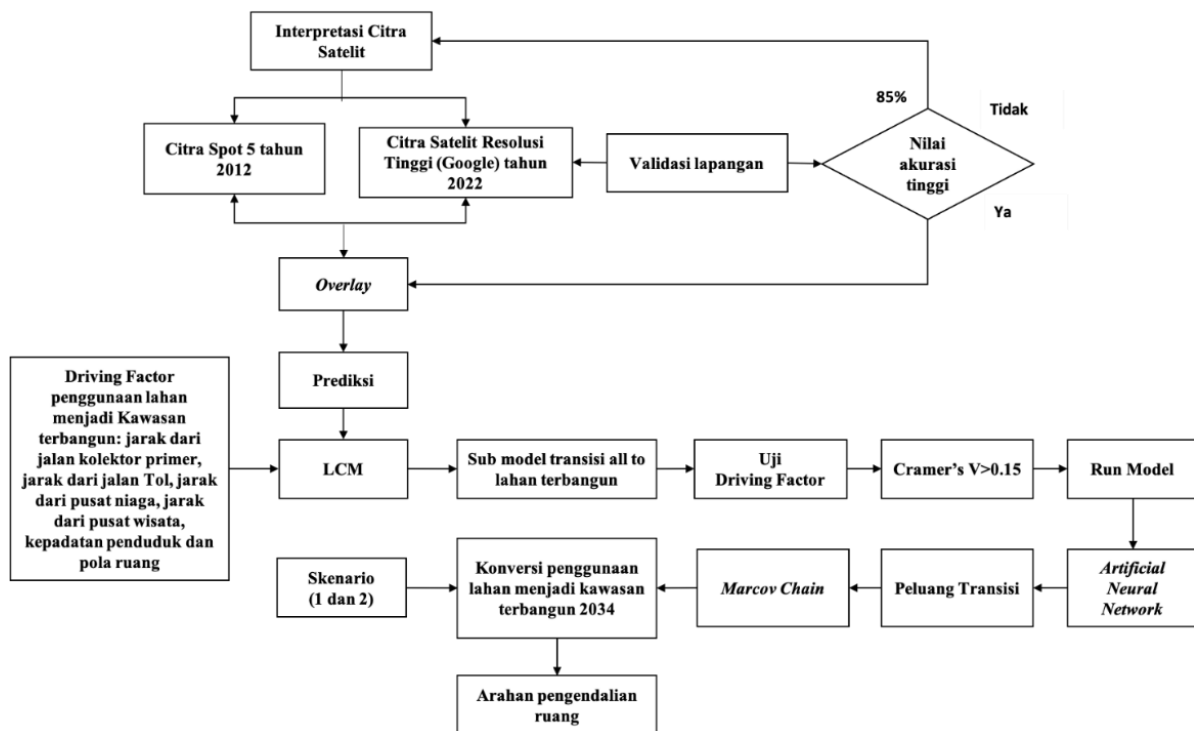 Interpretasi Citra
Satelit
85%
Tidak
Citra Spot 5 tahun
2012
Citra Satelit Resolusi
Tinggi (Google) tahun
2022
Validasi lapangan
Nilai
akurasi
tinggi
Ya
Overlay
Prediksi
Driving Factor
penggunaan lahan
menjadi Kawasan
terbangun: jarak dari
jalan kolektor primer,
jarak dari jalan Tol, jarak
dari pusat niaga, jarak
dari pusat wisata,
kepadatan penduduk dan
pola ruang
LCM
Sub model transisi all to
lahan terbangun
Uji
Driving Factor
Cramer's V>0.15
Run Model
Skenario
(1 dan 2)
Konversi penggunaan
lahan menjadi kawasan
terbangun 2034
Marcov Chain
Peluang Transisi
Artificial
Neural
Network
Arahan pengendalian
ruang